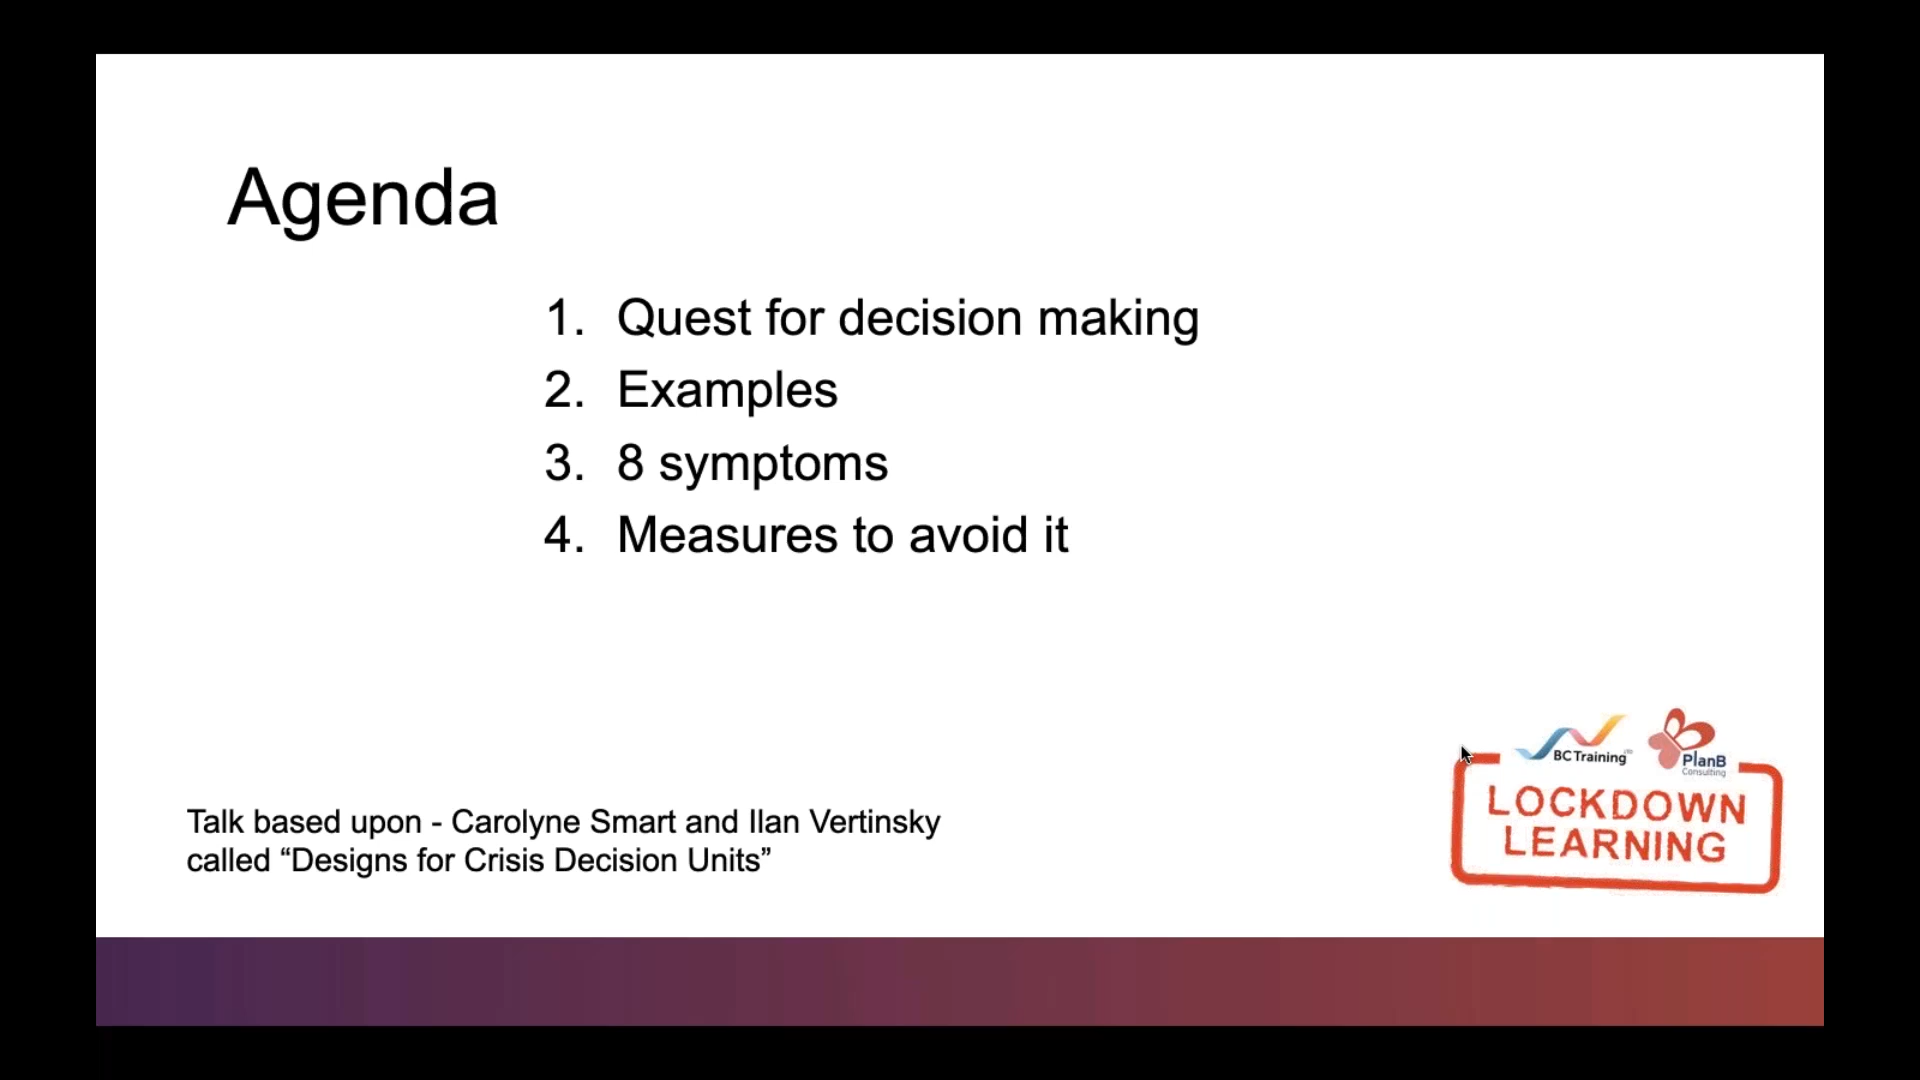 Agenda
1. Quest for decision making
2. Examples
3. 8 symptoms
4. Measures to avoid it
Talk based upon - Carolyne Smart and Ilan Vertinsky
called “Designs for Crisis Decision Units”
BC Training LTD
PlanB
Consulting
LOCKDOWN
LEARNING